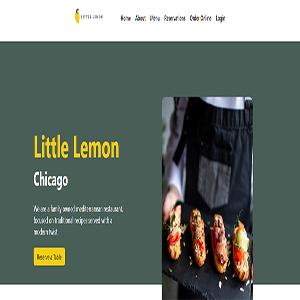 LITTLE LEMON
Home About Menu Reservations Order Online Login
Little Lemon
Chicago
We are a family owned mediterranean restaurant,
focused on traditional recipes served with a
modern twist.
Reserve a Table